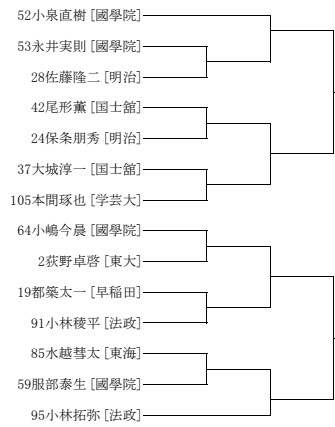 52小泉直樹[國學院]
53永井実則[國學院]
28佐藤隆二[明治]
42尾形薫[国士舘]
24保条朋秀[明治]
37大城淳一[国士舘]
105本間琢也[学芸大]
64小嶋今晨[國學院]
2荻野卓啓[東大]
19都築太一[早稲田]
91小林稜平[法政]
85水越彗太[東海]
59服部泰生[國學院]
95小林拓弥[法政]